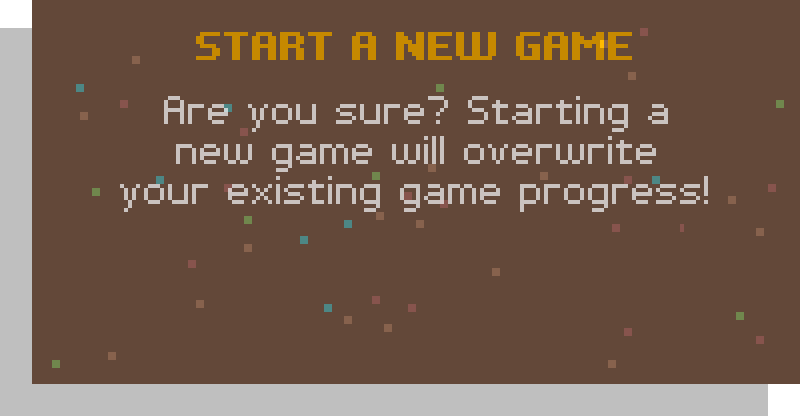 START A NEW GAME
Are you sure? Starting a
new game will overwrite
your existing game progress!